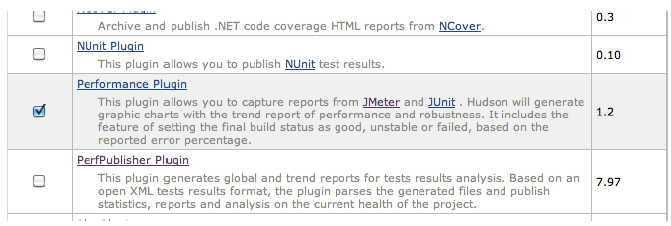 Archive and publish .NET code coverage HTML reports from NCover.
0.3
NUnit Plugin
This plugin allows you to publish NUnit test results.
0.10
Performance Plugin
This plugin allows you to capture reports from JMeter and JUnit . Hudson will generate
graphic charts with the trend report of performance and robustness. It includes the
feature of setting the final build status as good, unstable or failed, based on the
reported error percentage.
1.2
PerfPublisher Plugin
This plugin generates global and trend reports for tests results analysis. Based on an
open XML tests results format, the plugin parses the generated files and publish
statistics, reports and analysis on the current health of the project.
7.97